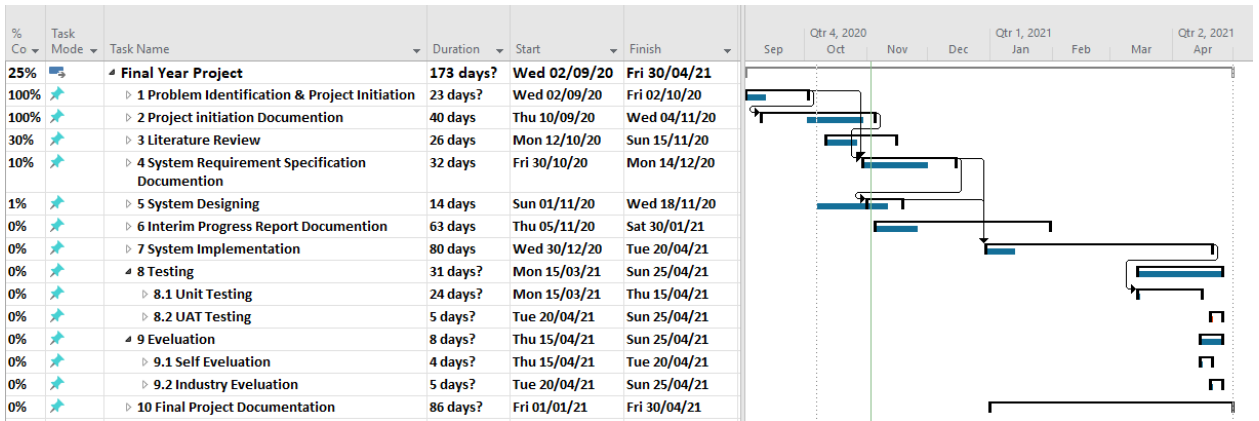 % Task Qtr 4, 2020 Qtr 1, 2021 Qtr 2, 2021
Co Mode Task Name Duration Start Finish Sep Oct Nov Dec Jan Feb Mar Apr
25% Final Year Project 173 days? Wed 02/09/20 Fri 30/04/21
100% 1 Problem Identification & Project Initiation 23 days? Wed 02/09/20 Fri 02/10/20
100% 2 Project initiation Documention 40 days Thu 10/09/20 Wed 04/11/20
30% 3 Literature Review 26 days Mon 12/10/20 Sun 15/11/20
10% 4 System Requirement Specification 32 days Fri 30/10/20 Mon 14/12/20
Documention
1% 5 System Designing 14 days Sun 01/11/20 Wed 18/11/20
0% 6 Interim Progress Report Documention 63 days Thu 05/11/20 Sat 30/01/21
0% 7 System Implementation 80 days Wed 30/12/20 Tue 20/04/21
0% 8 Testing 31 days? Mon 15/03/21 Sun 25/04/21
0% 8.1 Unit Testing 24 days? Mon 15/03/21 Thu 15/04/21
0% 8.2 UAT Testing 5 days? Tue 20/04/21 Sun 25/04/21
0% 9 Eveluation 8 days? Thu 15/04/21 Sun 25/04/21
0% 9.1 Self Evaluation 4 days? Thu 15/04/21 Tue 20/04/21
0% 9.2 Industry Evaluation 5 days? Tue 20/04/21 Sun 25/04/21
0% 10 Final Project Documentation 86 days? Fri 01/01/21 Fri 30/04/21